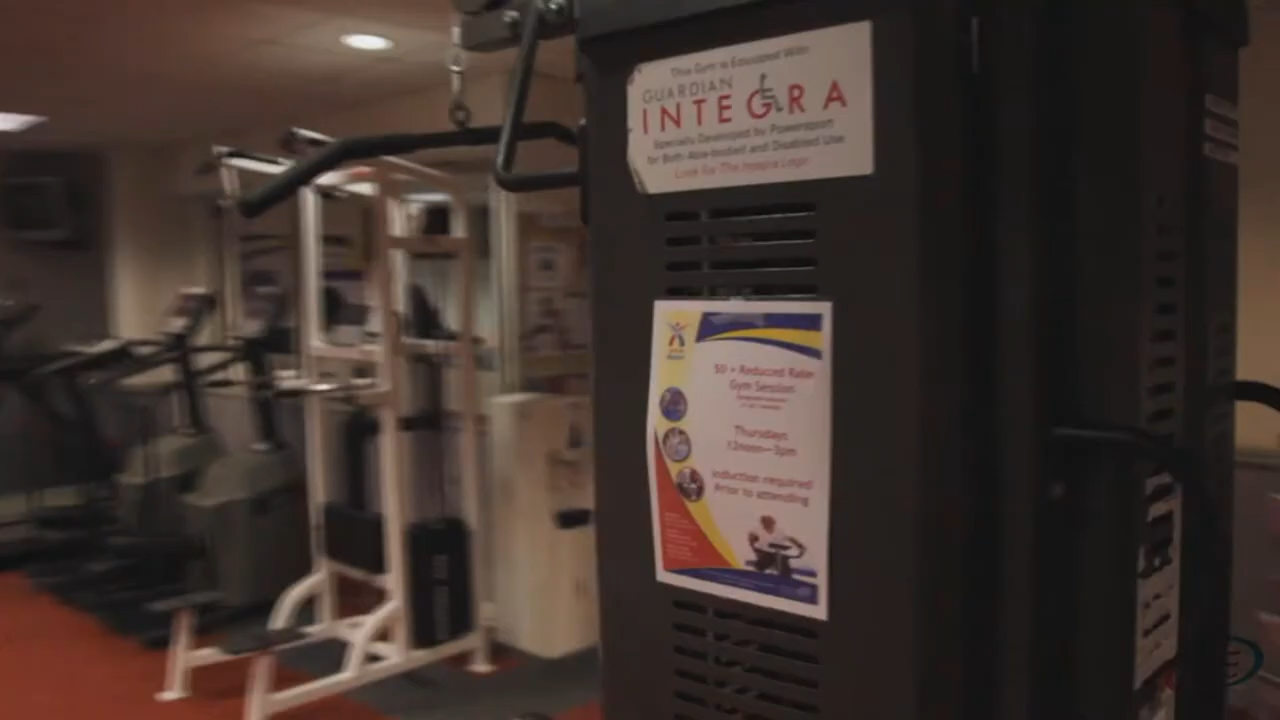 This Gym is Equipped With
GUARDIAN
INTEGRA
Specially Developed by Powersport
for Both Able-bodied and Disabled Use
Look For The Integra Logo
50 + Reduced Rate
Gym Session
Thursdays
12noon—3pm
Induction required
Prior to attending